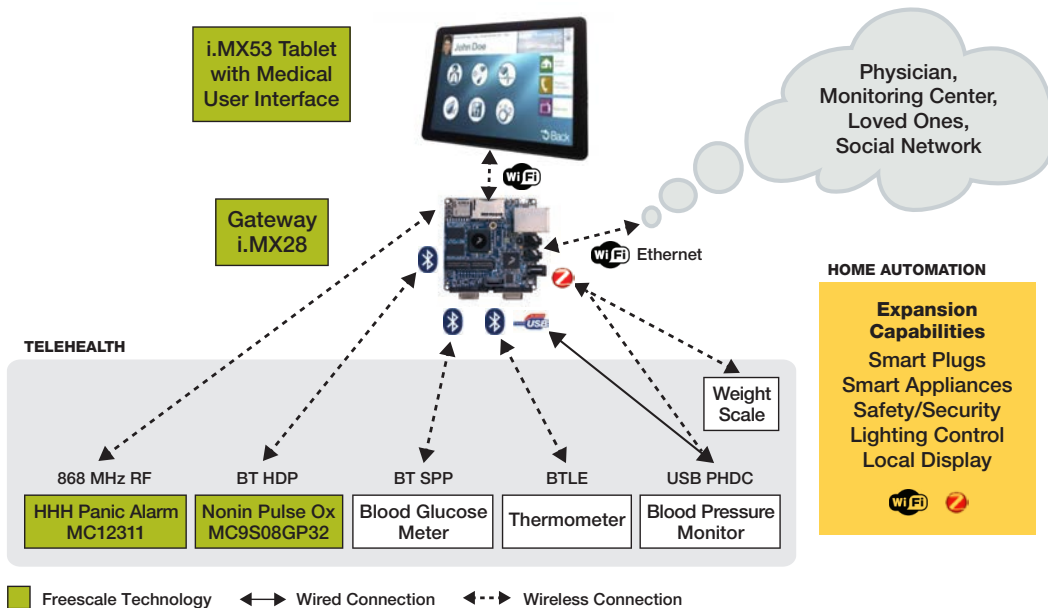 i.MX53 Tablet
with Medical
User Interface
John Doe
Back
Physician,
Monitoring Center,
Loved Ones,
Social Network
WiFi
Gateway
i.MX28
WiFi Ethernet
HOME AUTOMATION
Expansion
Capabilities
Smart Plugs
Smart Appliances
Safety/Security
Lighting Control
Local Display
WiFi
USB
TELEHEALTH
Weight
Scale
868 MHz RF
BT HDP
BT SPP
BTLE
USB PHDC
HHH Panic Alarm
MC12311
Nonin Pulse Ox
MC9S08GP32
Blood Glucose
Meter
Thermometer
Blood Pressure
Monitor
Freescale Technology
Wired Connection
Wireless Connection